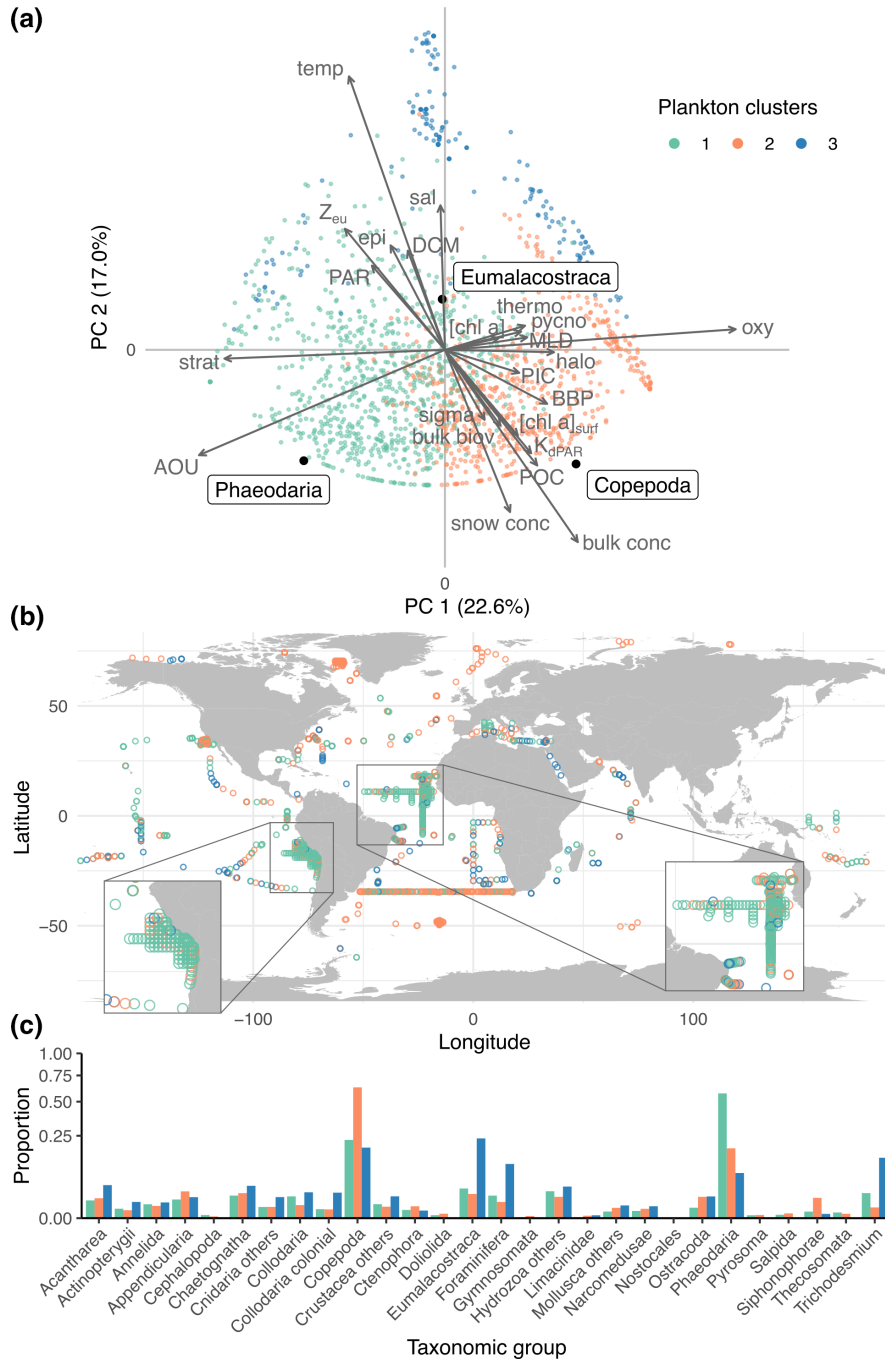 (a)
temp
Plankton clusters
1 2 3
sal
Zeu
epi
DCM
PAR
Eumalacostraca
thermo
[chl a]
pycno
MLD
oxy
PC 2 (17.0%)
0
strat
halo
PIC
BBP
sigma
[chl a]surf
bulk biov
KdPAR
AOU
POC
Phaeodaria
Copepoda
snow conc
bulk conc
0
PC 1 (22.6%)
(b)
50
0
−50
Latitude
−100 0 100
Longitude
(c)
1.00
0.75
0.25
0.00
Proportion
Acantharea
Actinopterygii
Annelida
Appendicularia
Cephalopoda
Chaetognatha
Cnidaria others
Collodaria
Collodaria colonial
Copepoda
Crustacea others
Ctenophora
Doliolida
Eumalacostraca
Foraminifera
Gymnosomata
Hydrozoa others
Limacinidae
Mollusca others
Narcomedusae
Nostocales
Ostracoda
Phaeodaria
Pyrosoma
Salpida
Siphonophorae
Thecosomata
Trichodesmium
Taxonomic group